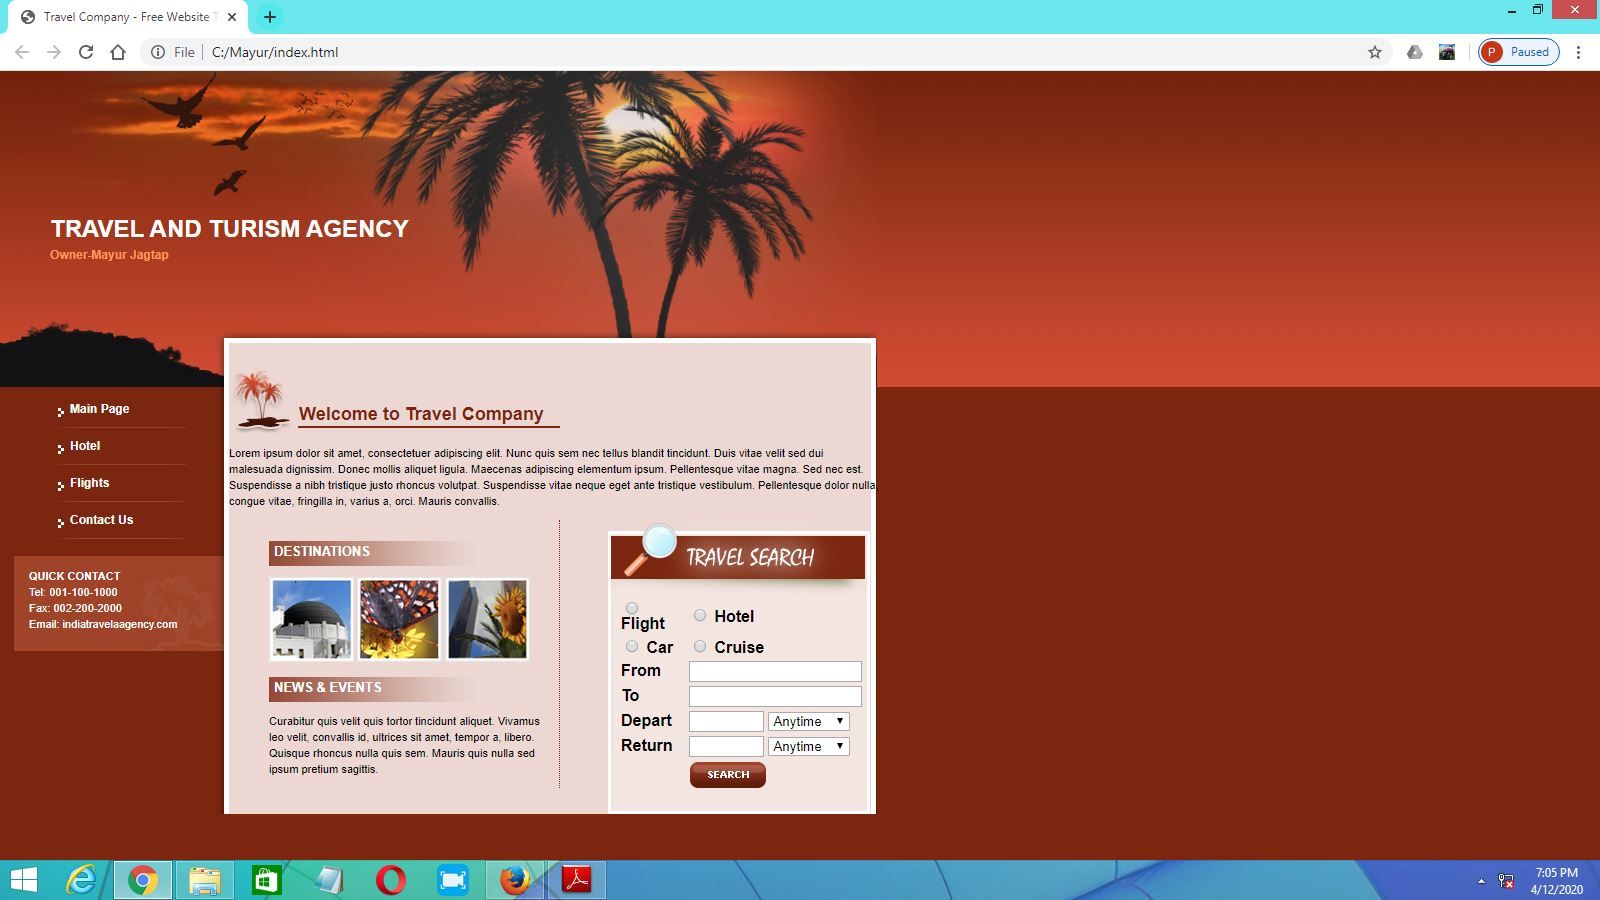 Travel Company - Free Website T
File
C:/Mayur/index.html
P
Paused
TRAVEL AND TURISM AGENCY
Owner-Mayur Jagtap
Main Page
Hotel
Flights
Contact Us
QUICK CONTACT
Tel: 001-100-1000
Fax: 002-200-2000
Email: indiatravelaagency.com
Welcome to Travel Company
Lorem ipsum dolor sit amet, consectetuer adipiscing elit. Nunc quis sem nec tellus blandit tincidunt. Duis vitae velit sed dui
malesuada dignissim. Donec mollis aliquet ligula. Maecenas adipiscing elementum ipsum. Pellentesque vitae magna. Sed nec est.
Suspendisse a nibh tristique justo rhoncus volutpat. Suspendisse vitae neque eget ante tristique vestibulum. Pellentesque dolor nulla,
congue vitae, fringilla in, varius a, orci. Mauris convallis.
DESTINATIONS
NEWS & EVENTS
Curabitur quis velit quis tortor tincidunt aliquet. Vivamus
leo velit, convallis id, ultrices sit amet, tempor a, libero.
Quisque rhoncus nulla quis sem. Mauris quis nulla sed
ipsum pretium sagittis.
TRAVEL SEARCH
Flight
Hotel
Car
Cruise
From
To
Depart
Anytime
Return
Anytime
SEARCH
7:05 PM
4/12/2020